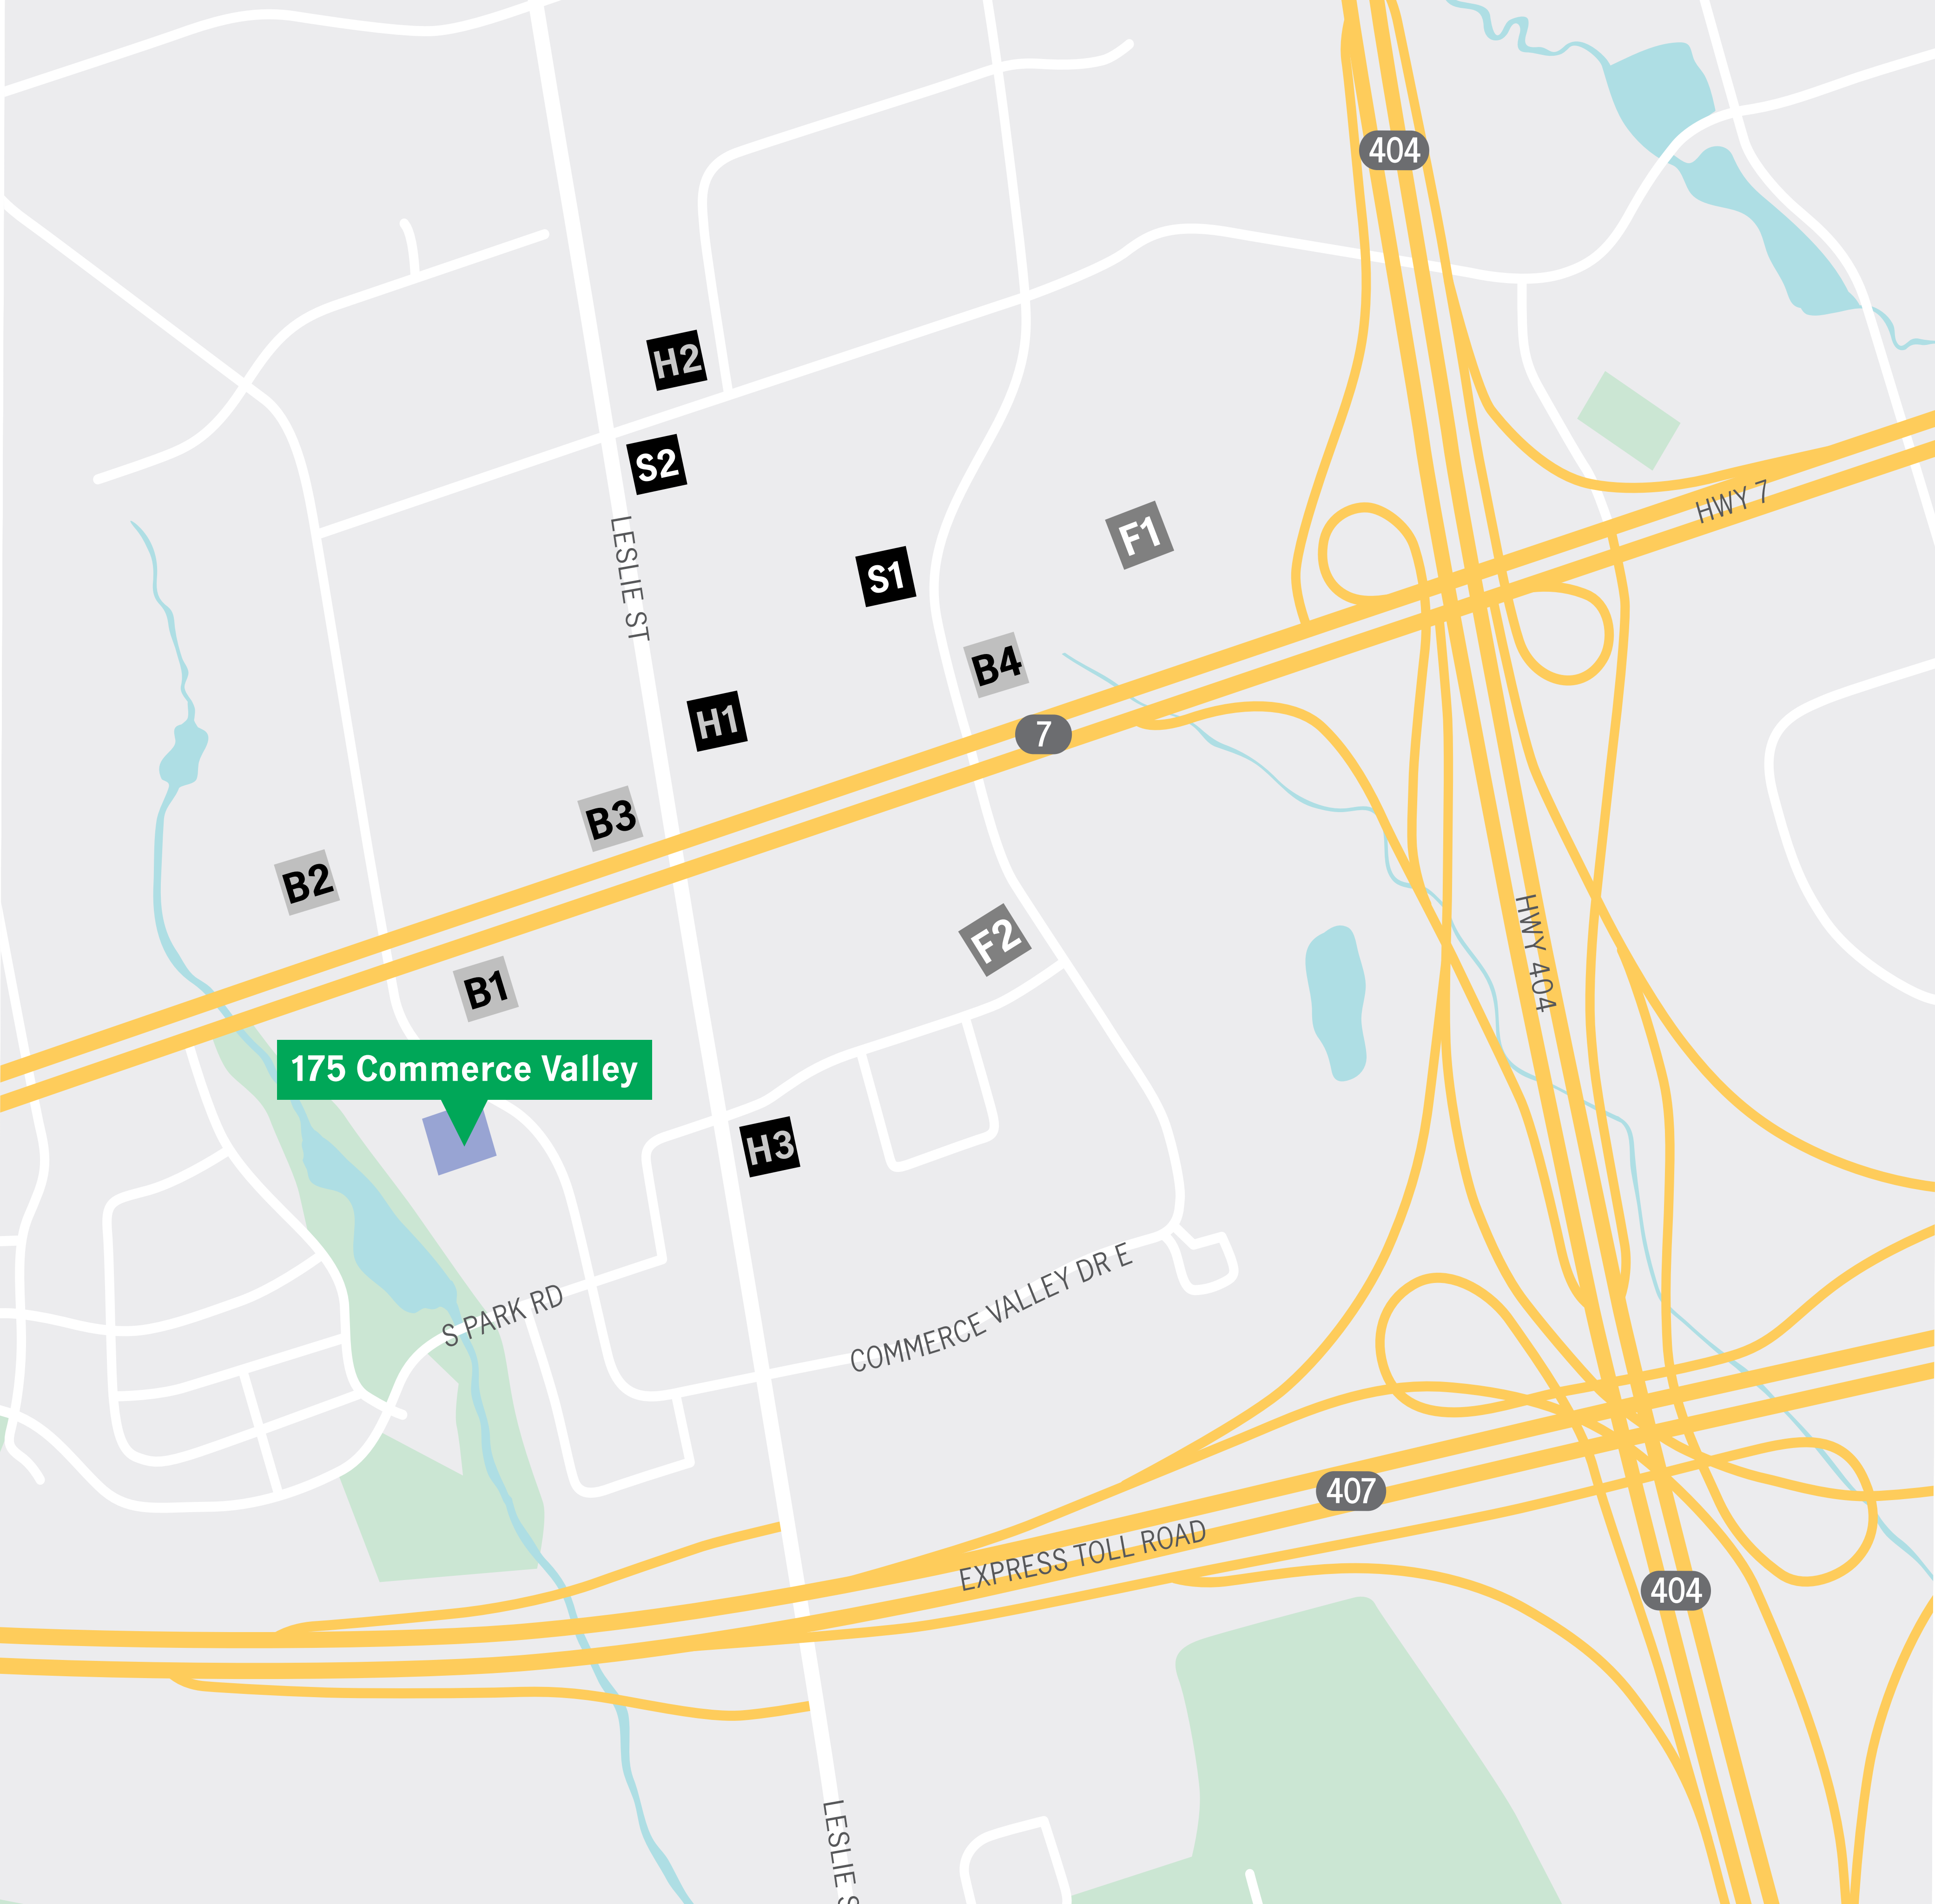 404
H2
S2
HWY 7
F1
LESLIE ST
S1
B4
H1
7
B3
B2
F2
HWY 404
B1
175 Commerce Valley
H3
COMMERCE VALLEY DR E
S PARK RD
407
EXPRESS TOLL ROAD
404
LESLIE S